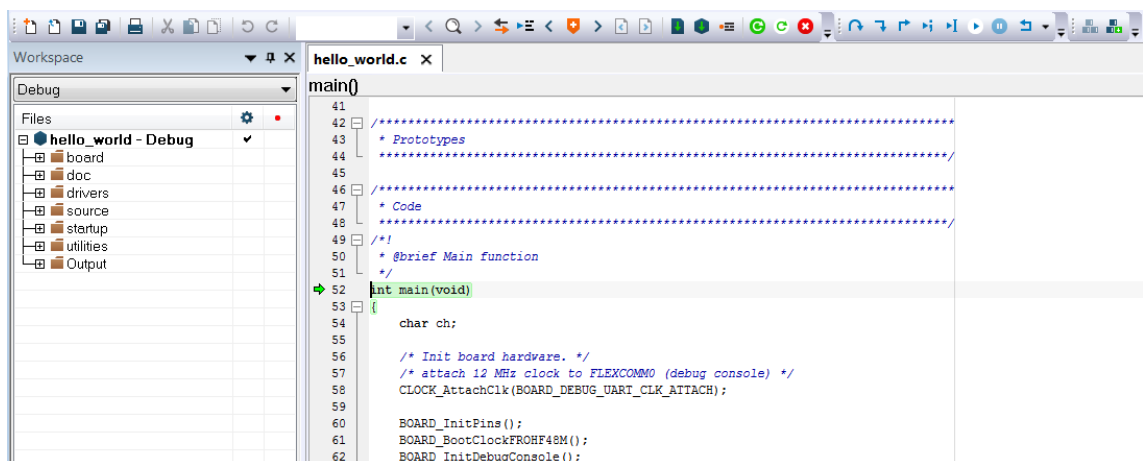 Workspace
Debug
Files
hello_world - Debug
board
doc
drivers
source
startup
utilities
Output
hello_world.c
main()
41
42 /*****************************************************************************
43 * Prototypes
44 ****************************************************************************/
45
46 /*****************************************************************************
47 * Code
48 ****************************************************************************/
49 /*!
50 * @brief Main function
51 */
52 int main(void)
53 {
54 char ch;
55
56 /* Init board hardware. */
57 /* attach 12 MHz clock to FLEXCOMM0 (debug console) */
58 CLOCK_AttachClk(BOARD_DEBUG_UART_CLK_ATTACH);
59
60 BOARD_InitPins();
61 BOARD_BootClockFROHF48M();
62 BOARD_InitDebugConsole();